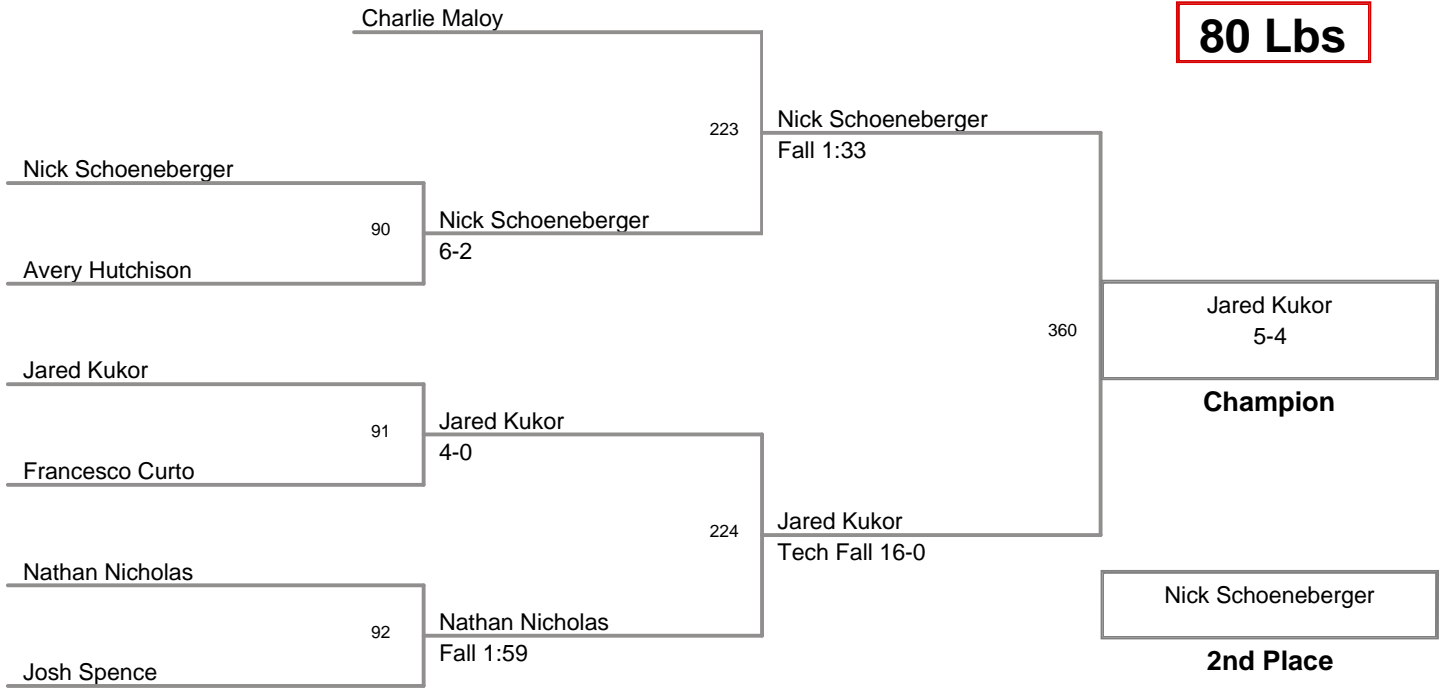 Charlie Maloy
80 Lbs
223
Nick Schoeneberger
Fall 1:33
Nick Schoeneberger
90
Nick Schoeneberger
6-2
Avery Hutchison
360
Jared Kukor
5-4
Champion
Jared Kukor
91
Jared Kukor
4-0
Francesco Curto
224
Jared Kukor
Tech Fall 16-0
Nathan Nicholas
92
Nathan Nicholas
Fall 1:59
Josh Spence
Nick Schoeneberger
2nd Place